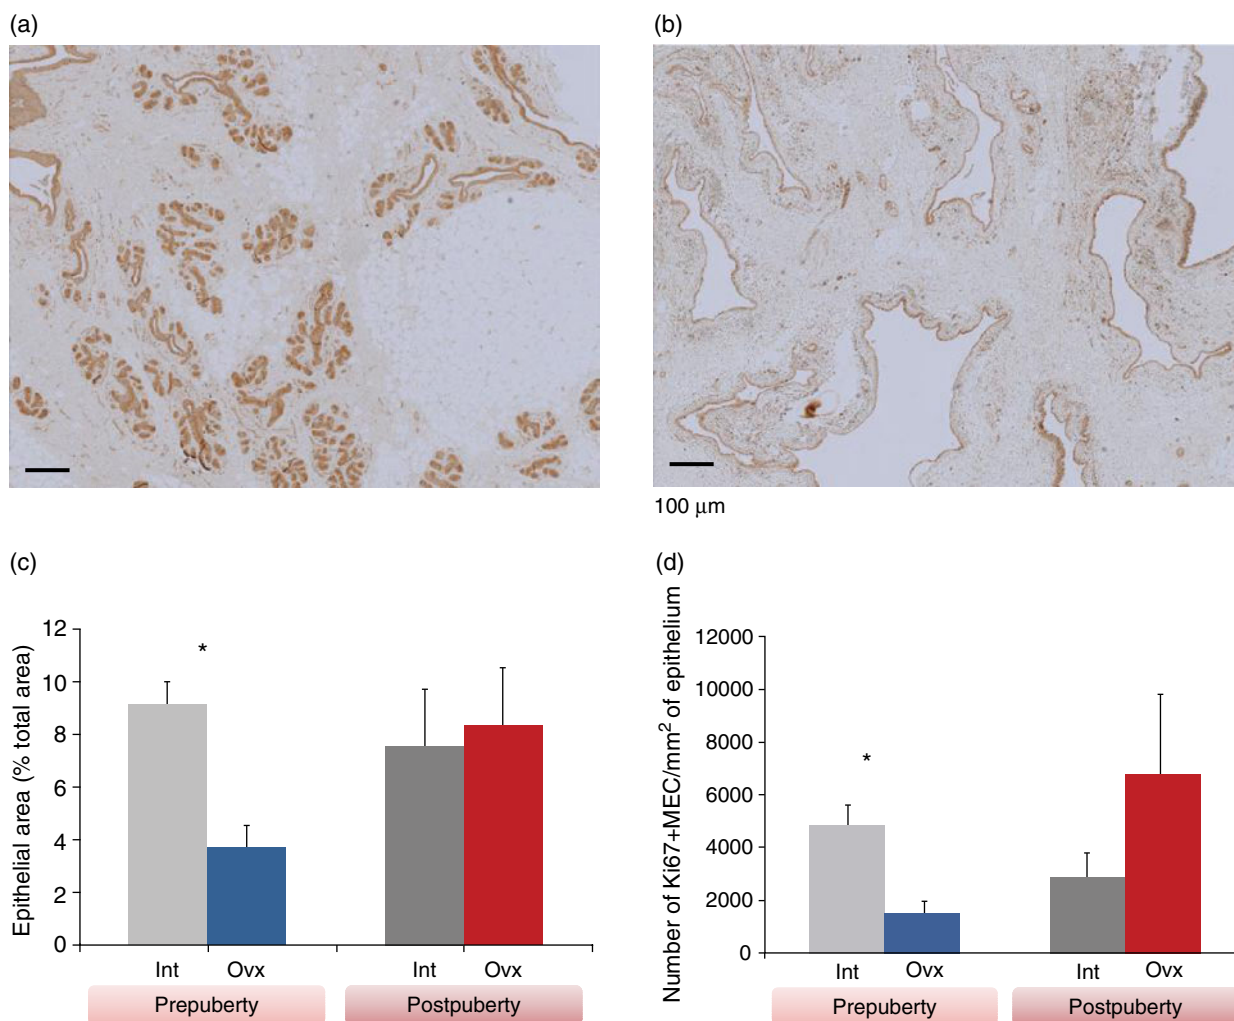 (a)
(b)
100 μm
(c)
Epithelial area (% total area)
12
10
8
6
4
2
0
*
Int
Ovx
Int
Ovx
Prepuberty
Postpuberty
(d)
Number of Ki67+MEC/mm² of epithelium
12000
10000
8000
6000
4000
2000
0
*
Int
Ovx
Int
Ovx
Prepuberty
Postpuberty